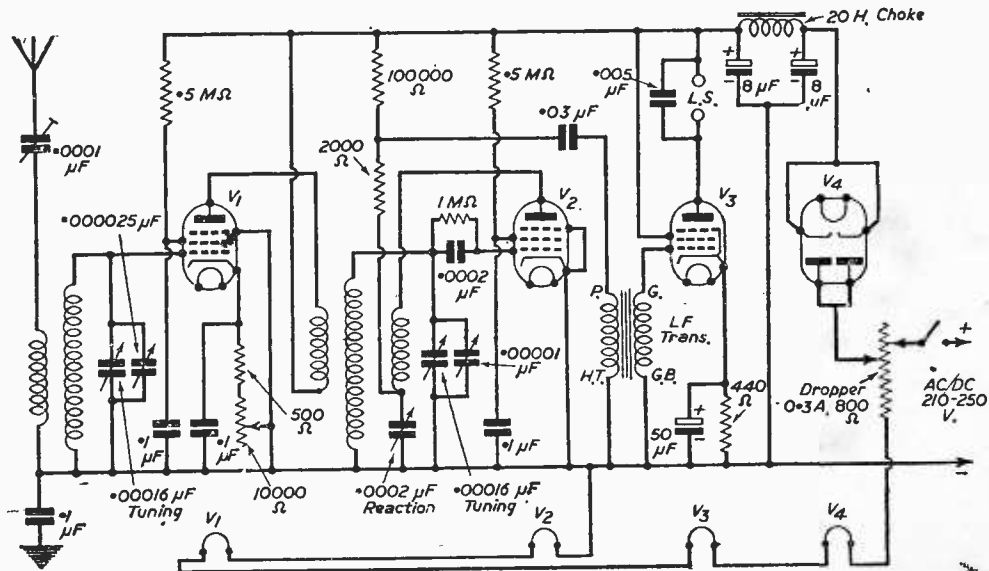 20 H. Choke
+
+
-
8 µF
-
8
µF
·5 MΩ
100000
Ω
·5 MΩ
·005
µF
L.S.
·03 µF
·0001
µF
2000
Ω
V1
V2
V3
V4
1 MΩ
·000025 µF
·0002
µF
P.
G.
LF
Trans.
H.T.
G.B.
·00001
µF
+
AC/DC
210-250
V.
Dropper
0·3A, 800
Ω
500
Ω
440
Ω
+
50
µF
-
·1
µF
·1
µF
·1 µF
·00016 µF
Tuning
10000
Ω
·0002 µF
Reaction
·00016 µF
Tuning
-
·1
µF
V1
V2
V3
V4